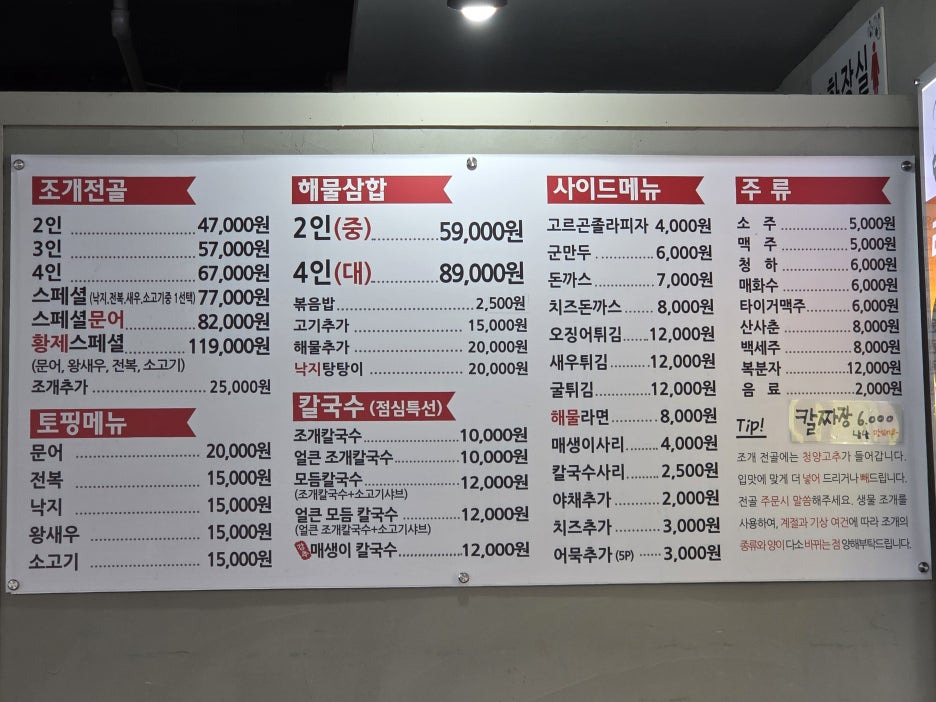 화장실
조개전골
2인 47,000원
3인 57,000원
4인 67,000원
스페셜 (낙지,전복,새우,소고기중 1선택) 77,000원
스페셜문어 82,000원
황제스페셜 119,000원
(문어, 왕새우, 전복, 소고기)
조개추가 25,000원
토핑메뉴
문어 20,000원
전복 15,000원
낙지 15,000원
왕새우 15,000원
소고기 15,000원
해물삼합
2인(중) 59,000원
4인(대) 89,000원
볶음밥 2,500원
고기추가 15,000원
해물추가 20,000원
낙지탕탕이 20,000원
칼국수 (점심특선)
조개칼국수 10,000원
얼큰 조개칼국수 10,000원
모듬칼국수 12,000원
(조개칼국수+소고기샤브)
얼큰 모듬 칼국수 12,000원
(얼큰 조개칼국수+소고기샤브)
매생이 칼국수 12,000원
사이드메뉴
고르곤졸라피자 4,000원
군만두 6,000원
돈까스 7,000원
치즈돈까스 8,000원
오징어튀김 12,000원
새우튀김 12,000원
굴튀김 12,000원
해물라면 8,000원
매생이사리 4,000원
칼국수사리 2,500원
야채추가 2,000원
치즈추가 3,000원
어묵추가 (5P) 3,000원
주 류
소 주 5,000원
맥 주 5,000원
청 하 6,000원
매화수 6,000원
타이거맥주 6,000원
산사춘 8,000원
백세주 8,000원
복분자 12,000원
음 료 2,000원
Tip!
칼짜장 6.000
조개 전골에는 청양고추가 들어갑니다.
입맛에 맞게 더 넣어 드리거나 빼드립니다.
전골 주문시 말씀해주세요. 생물 조개를
사용하여, 계절과 기상 여건에 따라 조개의
종류와 양이 다소 바뀌는 점 양해부탁드립니다.